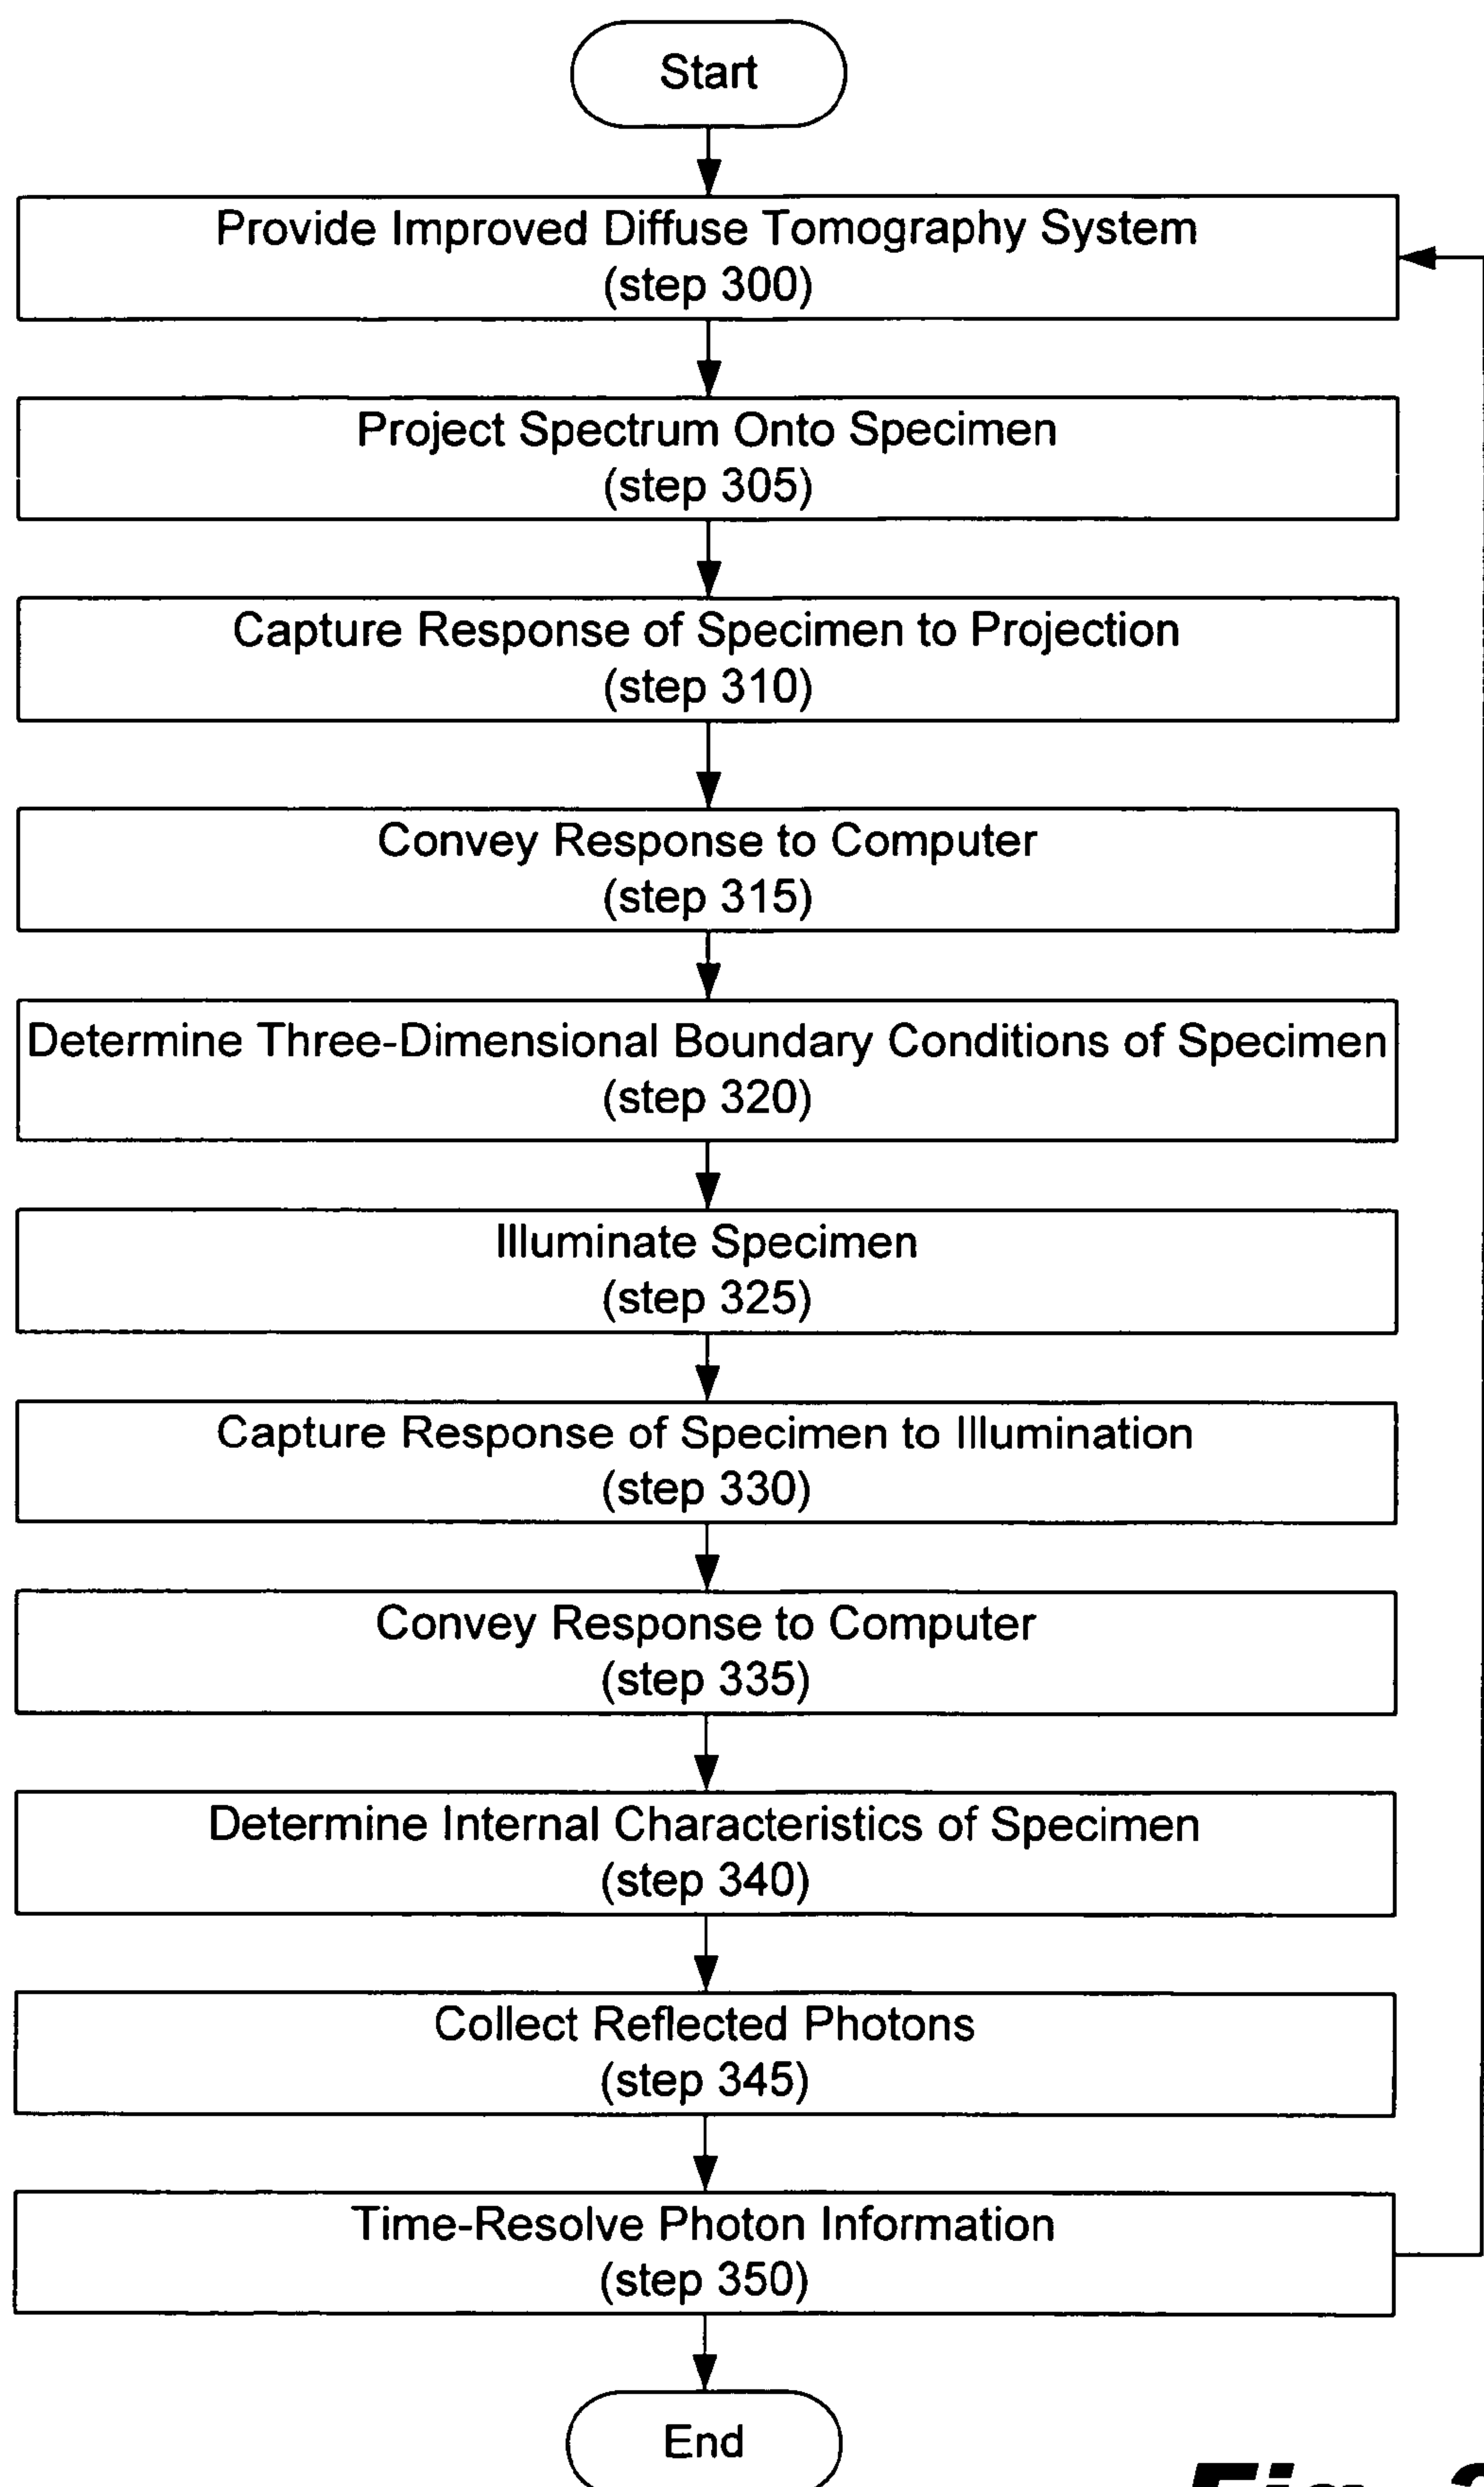 Start
Provide Improved Diffuse Tomography System
(step 300)
Project Spectrum Onto Specimen
(step 305)
Capture Response of Specimen to Projection
(step 310)
Convey Response to Computer
(step 315)
Determine Three-Dimensional Boundary Conditions of Specimen
(step 320)
Illuminate Specimen
(step 325)
Capture Response of Specimen to Illumination
(step 330)
Convey Response to Computer
(step 335)
Determine Internal Characteristics of Specimen
(step 340)
Collect Reflected Photons
(step 345)
Time-Resolve Photon Information
(step 350)
End
Fig.